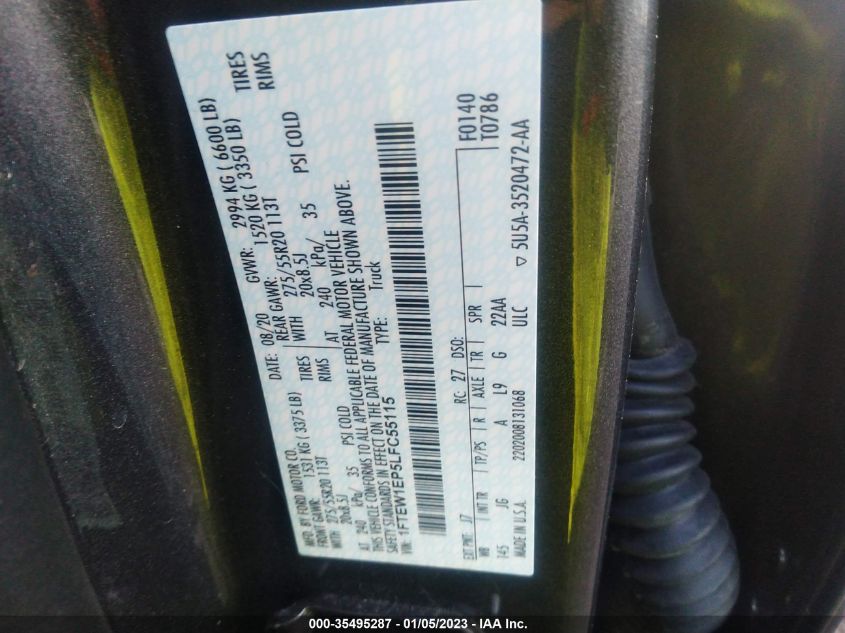 MFD. BY FORD MOTOR CO.
DATE: 08/20 GVWR: 2994 KG ( 6600 LB)
FRONT GAWR: 1531 KG ( 3375 LB) REAR GAWR: 1520 KG ( 3350 LB)
WITH 275/55R20 113T TIRES WITH 275/55R20 113T TIRES
20x8.5J RIMS 20x8.5J RIMS
AT 240 kPa/ 35 PSI COLD AT 240 kPa/ 35 PSI COLD
THIS VEHICLE CONFORMS TO ALL APPLICABLE FEDERAL MOTOR VEHICLE
SAFETY STANDARDS IN EFFECT ON THE DATE OF MANUFACTURE SHOWN ABOVE.
VIN: 1FTEW1EP5LFC55115 TYPE: Truck
F0140
T0786
EXT PNT: J7 RC: 27 DSO:
WB INT TR TP/PS R AXLE TR SPR
145 JG A L9 G 22AA
2202008131068 ULC
MADE IN U.S.A. ▽ 5U5A-3520472-AA
000-35495287 - 01/05/2023 - IAA Inc.